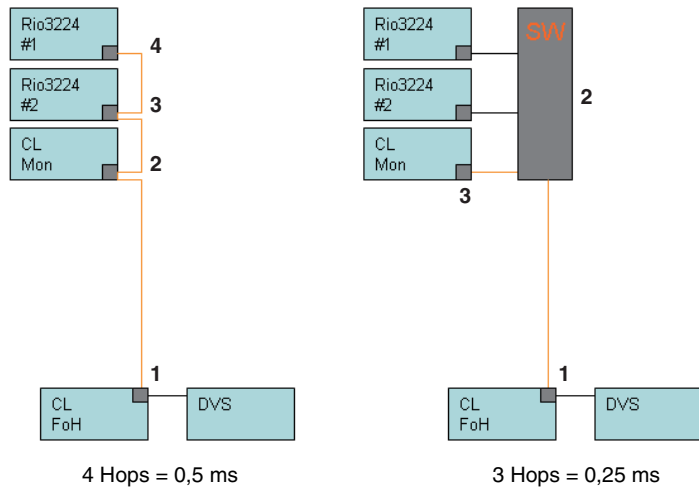 Rio3224
#1
4
Rio3224
#2
3
CL
Mon
2
1
CL
FoH
DVS
4 Hops = 0,5 ms
Rio3224
#1
SW
Rio3224
#2
2
CL
Mon
3
1
CL
FoH
DVS
3 Hops = 0,25 ms